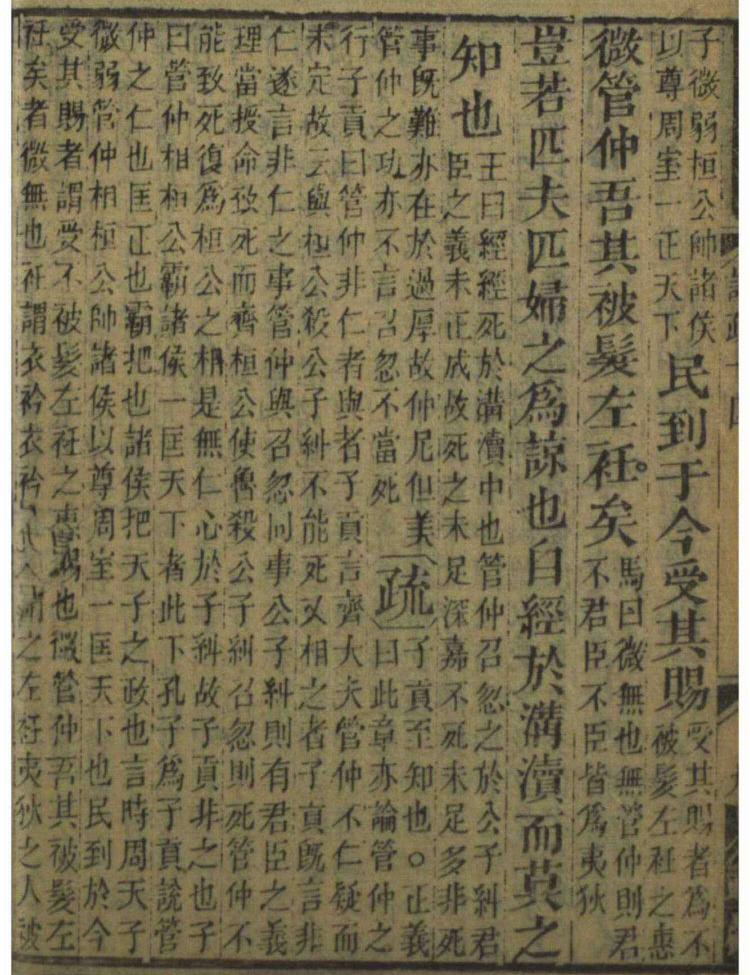 子微弱桓公帥諸侯
以尊周室一正天下
民到于今受其賜
受其賜者爲不
被髮左衽之惠
微管仲吾其被髮左衽矣
馬曰微無也無管仲則君
不君臣不臣皆爲夷狄
豈若匹夫匹婦之爲諒也自經於溝瀆而莫之
知也
王曰經經死於溝瀆中也管仲召忽之於公子糾君
臣之義未正成故死之未足深嘉不死未足多非死
事既難亦在於過厚故仲尼但美
管仲之功亦不言召忽不當死
疏
子貢至知也○正義
曰此章亦論管仲之
行子貢曰管仲非仁者與者子貢言齊大夫管仲不仁疑而
未定故云與桓公殺公子糾不能死又相之者子貢既言非
仁遂言非仁之事管仲與召忽同事公子糾則有君臣之義
理當授命致死而齊桓公使魯殺公子糾召忽則死管仲不
能致死復爲桓公之相是無仁心於子糾故子貢非之也子
曰管仲相桓公霸諸侯一匡天下者此下孔子爲子貢說管
仲之仁也匡正也霸把也諸侯把天子之政也言時周天子
微弱管仲相桓公帥諸侯以尊周室一匡天下也民到於今
受其賜者謂受不被髮左衽之惠賜也微管仲吾其被髮左
衽矣者微無也衽謂衣衿衣衿謂之左衽夷狄之人被